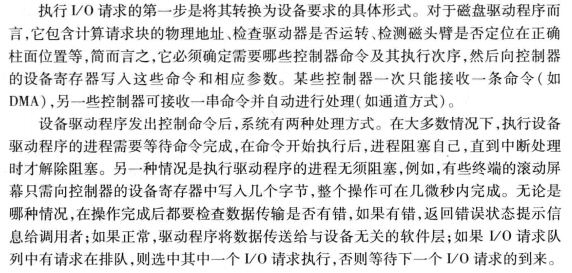 执行 I/O 请求的第一步是将其转换为设备要求的具体形式。对于磁盘驱动程序而
言,它包含计算请求块的物理地址、检查驱动器是否运转、检测磁头臂是否定位在正确
柱面位置等,简而言之,它必须确定需要哪些控制器命令及其执行次序,然后向控制器
的设备寄存器写入这些命令和相应参数。某些控制器一次只能接收一条命令(如
DMA),另一些控制器可接收一串命令并自动进行处理(如通道方式)。
设备驱动程序发出控制命令后,系统有两种处理方式。在大多数情况下,执行设备
驱动程序的进程需要等待命令完成,在命令开始执行后,进程阻塞自己,直到中断处理
时才解除阻塞。另一种情况是执行驱动程序的进程无须阻塞,例如,有些终端的滚动屏
幕只需向控制器的设备寄存器中写入几个字节,整个操作可在几微秒内完成。无论是
哪种情况,在操作完成后都要检查数据传输是否有错,如果有错,返回错误状态提示信
息给调用者;如果正常,驱动程序将数据传送给与设备无关的软件层;如果 I/O 请求队
列中有请求在排队,则选中其中一个 I/O 请求执行,否则等待下一个 I/O 请求的到来。